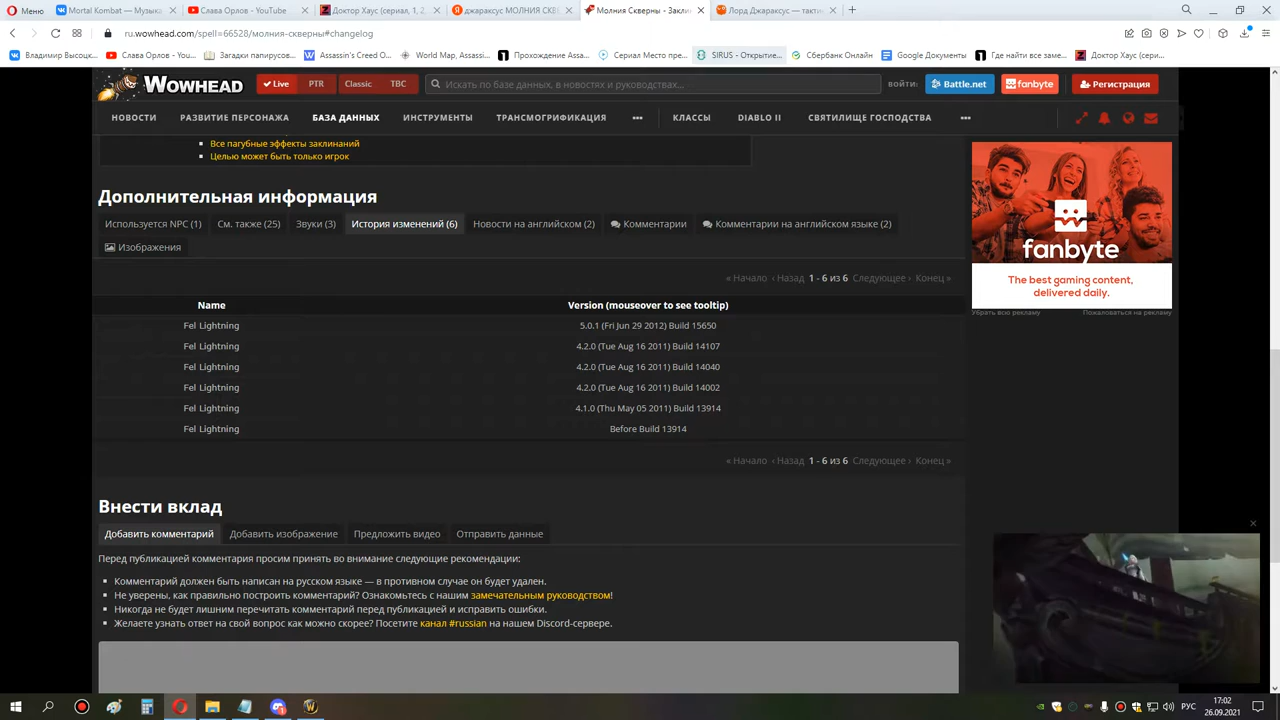 Меню
Mortal Kombat — Музыка
Слава Орлов - YouTube
Доктор Хаус (сериал, 1, 2,
джараксус МОЛНИЯ СКВЕ
Молния Скверны - Закли
Лорд Джараксус — такти
ru.wowhead.com/spell=66528/молния-скверны#changelog
Владимир Высоцк...
Слава Орлов - You...
Загадки папирусов...
Assassin's Creed O...
World Map, Assassi...
Прохождение Assa...
Сериал Место пре...
SIRUS - Открытие...
Сбербанк Онлайн
Google Документы
Где найти все заме...
Доктор Хаус (сери...
WOWHEAD
Live
PTR
Classic
TBC
Искать по базе данных, в новостях и руководствах...
ВОЙТИ:
Battle.net
fanbyte
Регистрация
НОВОСТИ
РАЗВИТИЕ ПЕРСОНАЖА
БАЗА ДАННЫХ
ИНСТРУМЕНТЫ
ТРАНСМОГРИФИКАЦИЯ
•••
КЛАССЫ
DIABLO II
СВЯТИЛИЩЕ ГОСПОДСТВА
•••
Все пагубные эффекты заклинаний
Целью может быть только игрок
Дополнительная информация
Используется NPC (1)
См. также (25)
Звуки (3)
История изменений (6)
Новости на английском (2)
Комментарии
Комментарии на английском языке (2)
Изображения
« Начало ‹ Назад 1 - 6 из 6 Следующее › Конец »
Name Version (mouseover to see tooltip)
Fel Lightning 5.0.1 (Fri Jun 29 2012) Build 15650
Fel Lightning 4.2.0 (Tue Aug 16 2011) Build 14107
Fel Lightning 4.2.0 (Tue Aug 16 2011) Build 14040
Fel Lightning 4.2.0 (Tue Aug 16 2011) Build 14002
Fel Lightning 4.1.0 (Thu May 05 2011) Build 13914
Fel Lightning Before Build 13914
« Начало ‹ Назад 1 - 6 из 6 Следующее › Конец »
fanbyte
The best gaming content,
delivered daily.
Убрать всю рекламу
Пожаловаться на рекламу
Внести вклад
Добавить комментарий
Добавить изображение
Предложить видео
Отправить данные
Перед публикацией комментария просим принять во внимание следующие рекомендации:
Комментарий должен быть написан на русском языке — в противном случае он будет удален.
Не уверены, как правильно построить комментарий? Ознакомьтесь с нашим замечательным руководством!
Никогда не будет лишним перечитать комментарий перед публикацией и исправить ошибки.
Желаете узнать ответ на свой вопрос как можно скорее? Посетите канал #russian на нашем Discord-сервере.
РУС
17:02
26.09.2021